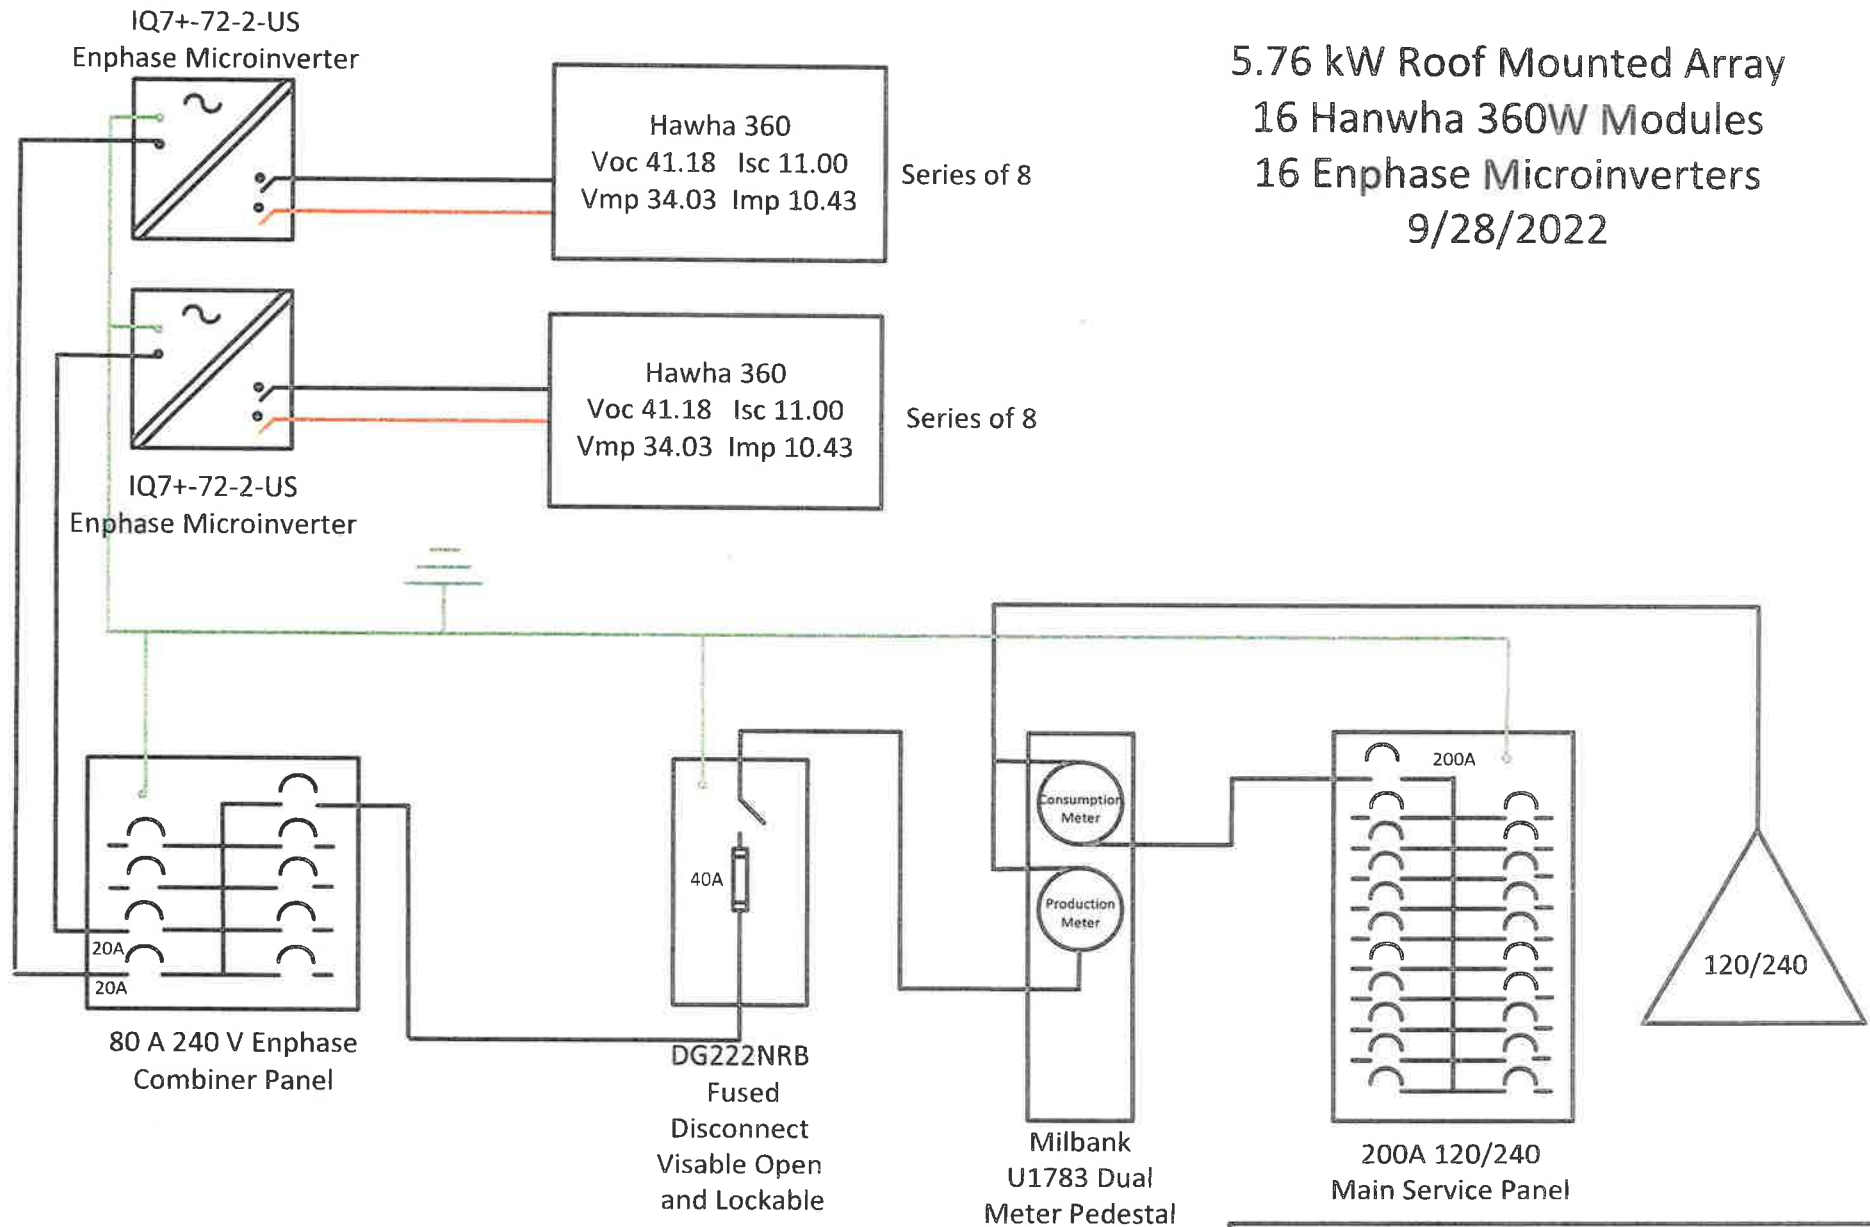 IQ7+-72-2-US
Enphase Microinverter
Hawha 360
Voc 41.18 Isc 11.00
Vmp 34.03 Imp 10.43
Series of 8
5.76 kW Roof Mounted Array
16 Hanwha 360W Modules
16 Enphase Microinverters
9/28/2022
Hawha 360
Voc 41.18 Isc 11.00
Vmp 34.03 Imp 10.43
Series of 8
IQ7+-72-2-US
Enphase Microinverter
20A
20A
80 A 240 V Enphase
Combiner Panel
40A
DG222NRB
Fused
Disconnect
Visable Open
and Lockable
Consumption
Meter
Production
Meter
Milbank
U1783 Dual
Meter Pedestal
200A
200A 120/240
Main Service Panel
120/240